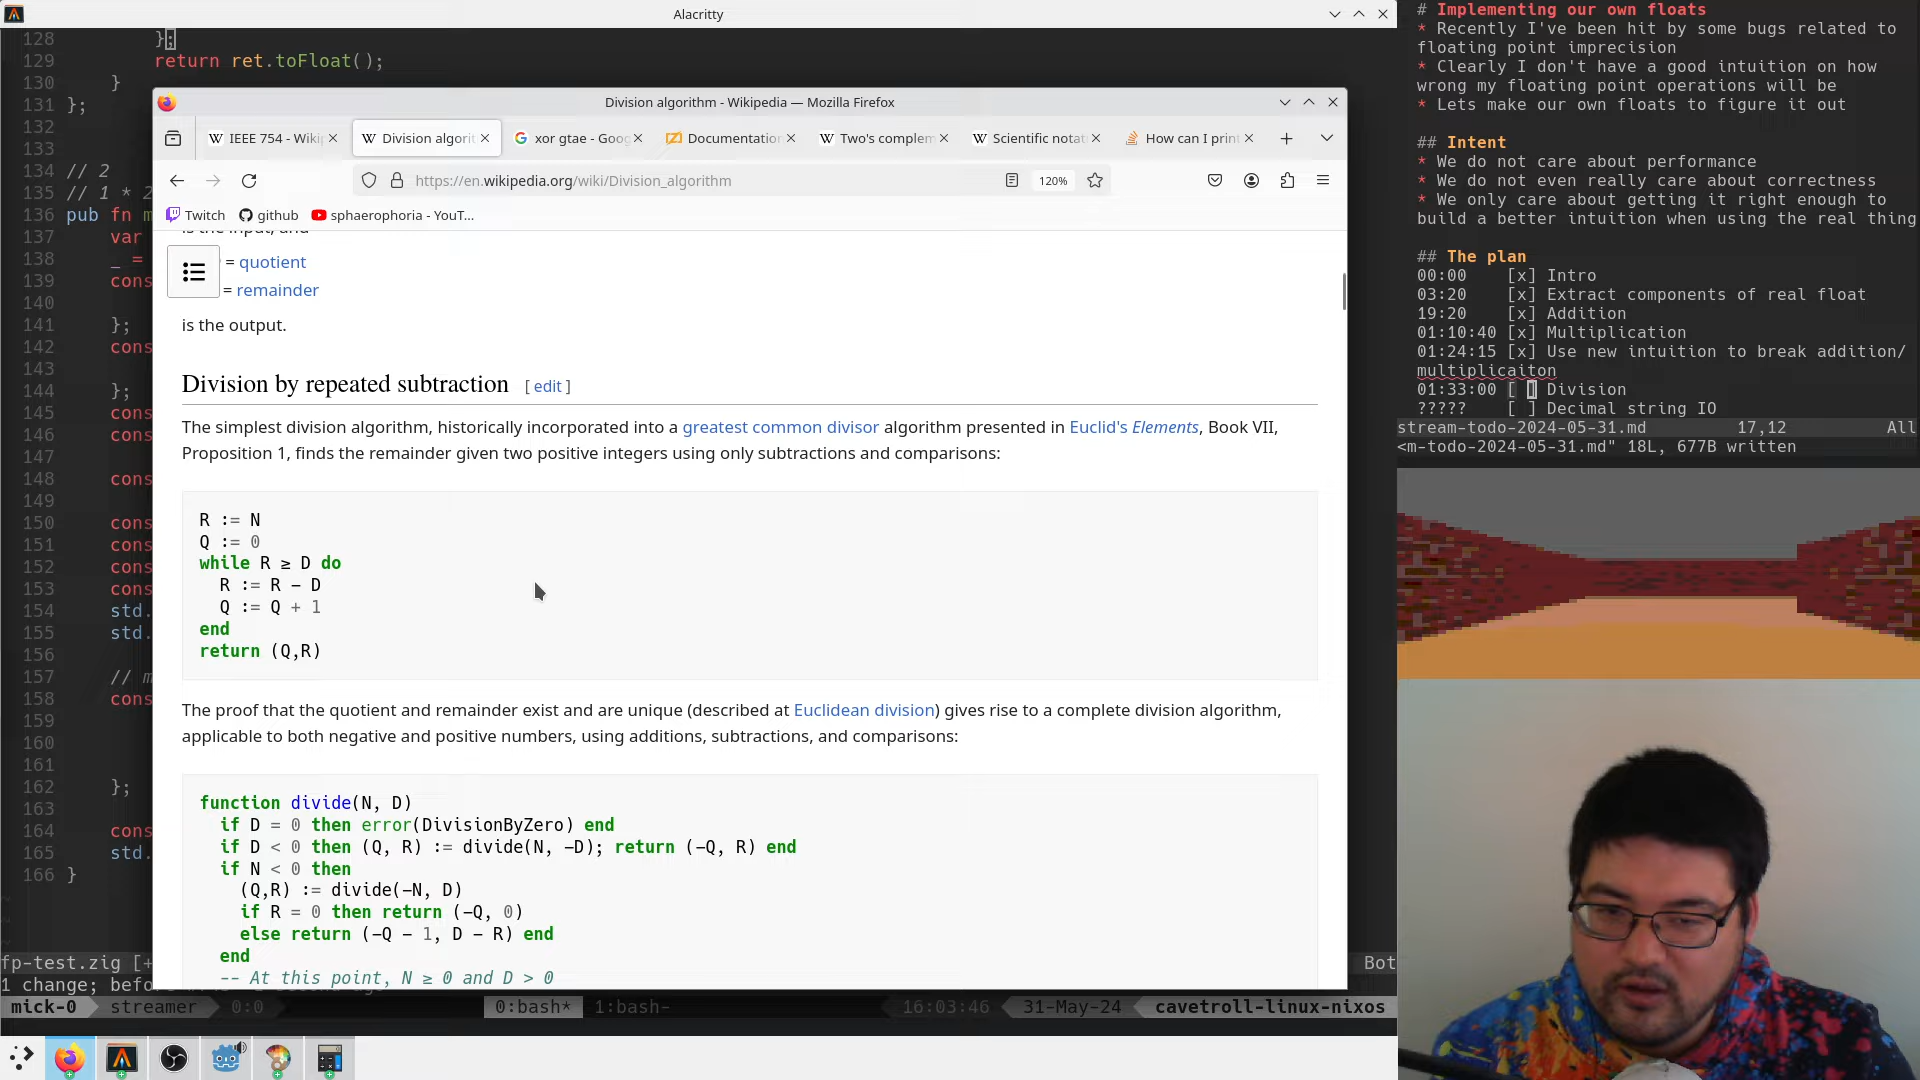 Alacritty
128 };
129 return ret.toFloat();
130 }
131 };
132
133
134 // 2
135 // 1 * 2
136 pub fn m
137 var
138 _ =
139 cons
140
141 };
142 cons
143
144 };
145 cons
146 cons
147
148 cons
149
150 cons
151 cons
152 cons
153 cons
154 std.
155 std.
156
157 // m
158 cons
159
160
161
162 };
163
164 cons
165 std.
166 }
~
~
~
fp-test.zig [+
Bot
1 change; befor
mick-0 streamer 0:0 0:bash* 1:bash- 16:03:46 31-May-24 cavetroll-linux-nixos
Division algorithm - Wikipedia — Mozilla Firefox
IEEE 754 - Wiki
Division algorit
xor gtae - Goog
Documentation
Two's complem
Scientific notat
How can I print
https://en.wikipedia.org/wiki/Division_algorithm
120%
Twitch github sphaerophoria - YouT...
is the input, and
= quotient
= remainder
is the output.
Division by repeated subtraction [ edit ]
The simplest division algorithm, historically incorporated into a greatest common divisor algorithm presented in Euclid's Elements, Book VII,
Proposition 1, finds the remainder given two positive integers using only subtractions and comparisons:
R := N
Q := 0
while R ≥ D do
R := R − D
Q := Q + 1
end
return (Q,R)
The proof that the quotient and remainder exist and are unique (described at Euclidean division) gives rise to a complete division algorithm,
applicable to both negative and positive numbers, using additions, subtractions, and comparisons:
function divide(N, D)
if D = 0 then error(DivisionByZero) end
if D < 0 then (Q, R) := divide(N, −D); return (−Q, R) end
if N < 0 then
(Q,R) := divide(−N, D)
if R = 0 then return (−Q, 0)
else return (−Q − 1, D − R) end
end
-- At this point, N ≥ 0 and D > 0
# Implementing our own floats
* Recently I've been hit by some bugs related to
floating point imprecision
* Clearly I don't have a good intuition on how
wrong my floating point operations will be
* Lets make our own floats to figure it out
## Intent
* We do not care about performance
* We do not even really care about correctness
* We only care about getting it right enough to
build a better intuition when using the real thing
## The plan
00:00 [x] Intro
03:20 [x] Extract components of real float
19:20 [x] Addition
01:10:40 [x] Multiplication
01:24:15 [x] Use new intuition to break addition/
multiplicaiton
01:33:00 [ ] Division
????? [ ] Decimal string IO
stream-todo-2024-05-31.md 17,12 All
<m-todo-2024-05-31.md" 18L, 677B written